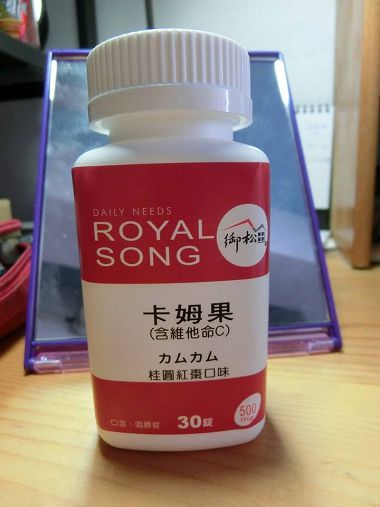 DAILY NEEDS
ROYAL
SONG
御松
卡姆果
(含維他命C)
カムカム
桂圓紅棗口味
口含、咀嚼錠
30錠
500